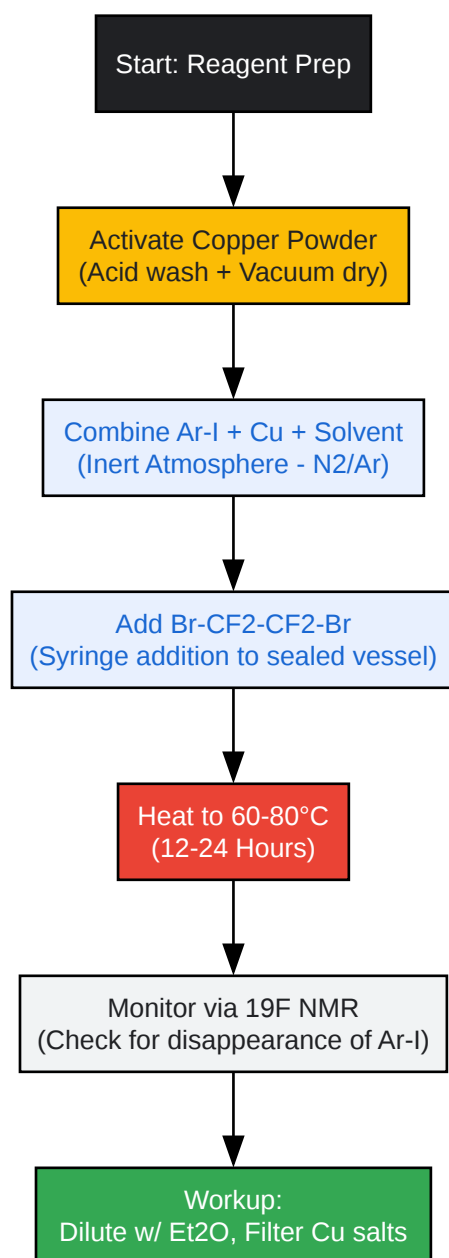 Start: Reagent Prep
Activate Copper Powder
(Acid wash + Vacuum dry)
Combine Ar-I + Cu + Solvent
(Inert Atmosphere - N2/Ar)
Add Br-CF2-CF2-Br
(Syringe addition to sealed vessel)
Heat to 60-80°C
(12-24 Hours)
Monitor via 19F NMR
(Check for disappearance of Ar-I)
Workup:
Dilute w/ Et2O, Filter Cu salts